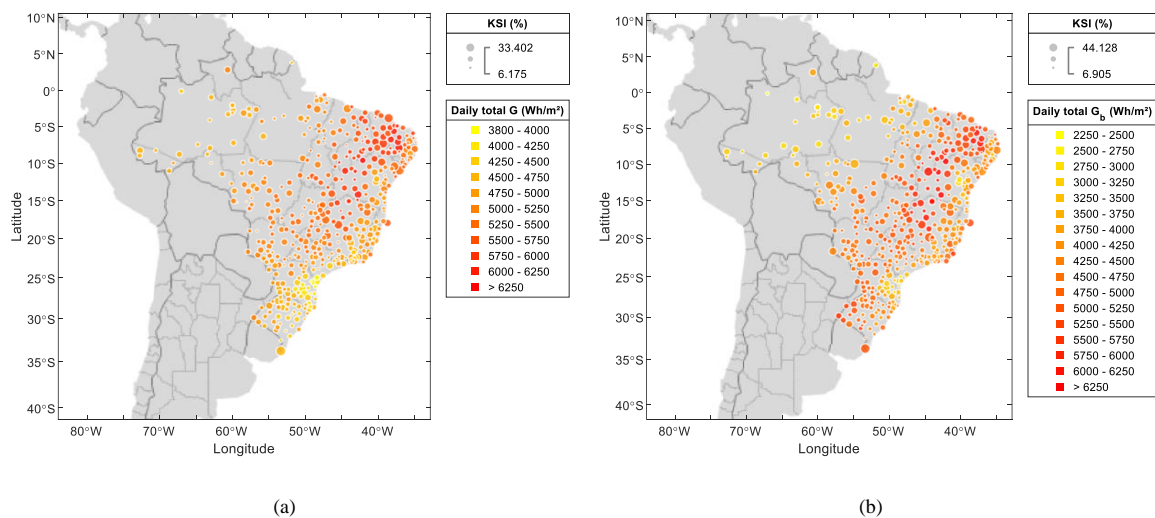 10°N
5°N
0°
5°S
10°S
15°S
20°S
25°S
30°S
35°S
40°S
Latitude
80°W
70°W
60°W
50°W
40°W
Longitude
KSI (%)
33.402
6.175
Daily total G (Wh/m²)
3800 - 4000
4000 - 4250
4250 - 4500
4500 - 4750
4750 - 5000
5000 - 5250
5250 - 5500
5500 - 5750
5750 - 6000
6000 - 6250
> 6250
(a)
10°N
5°N
0°
5°S
10°S
15°S
20°S
25°S
30°S
35°S
40°S
Latitude
80°W
70°W
60°W
50°W
40°W
Longitude
KSI (%)
44.128
6.905
Daily total G_b (Wh/m²)
2250 - 2500
2500 - 2750
2750 - 3000
3000 - 3250
3250 - 3500
3500 - 3750
3750 - 4000
4000 - 4250
4250 - 4500
4500 - 4750
4750 - 5000
5000 - 5250
5250 - 5500
5500 - 5750
5750 - 6000
6000 - 6250
> 6250
(b)